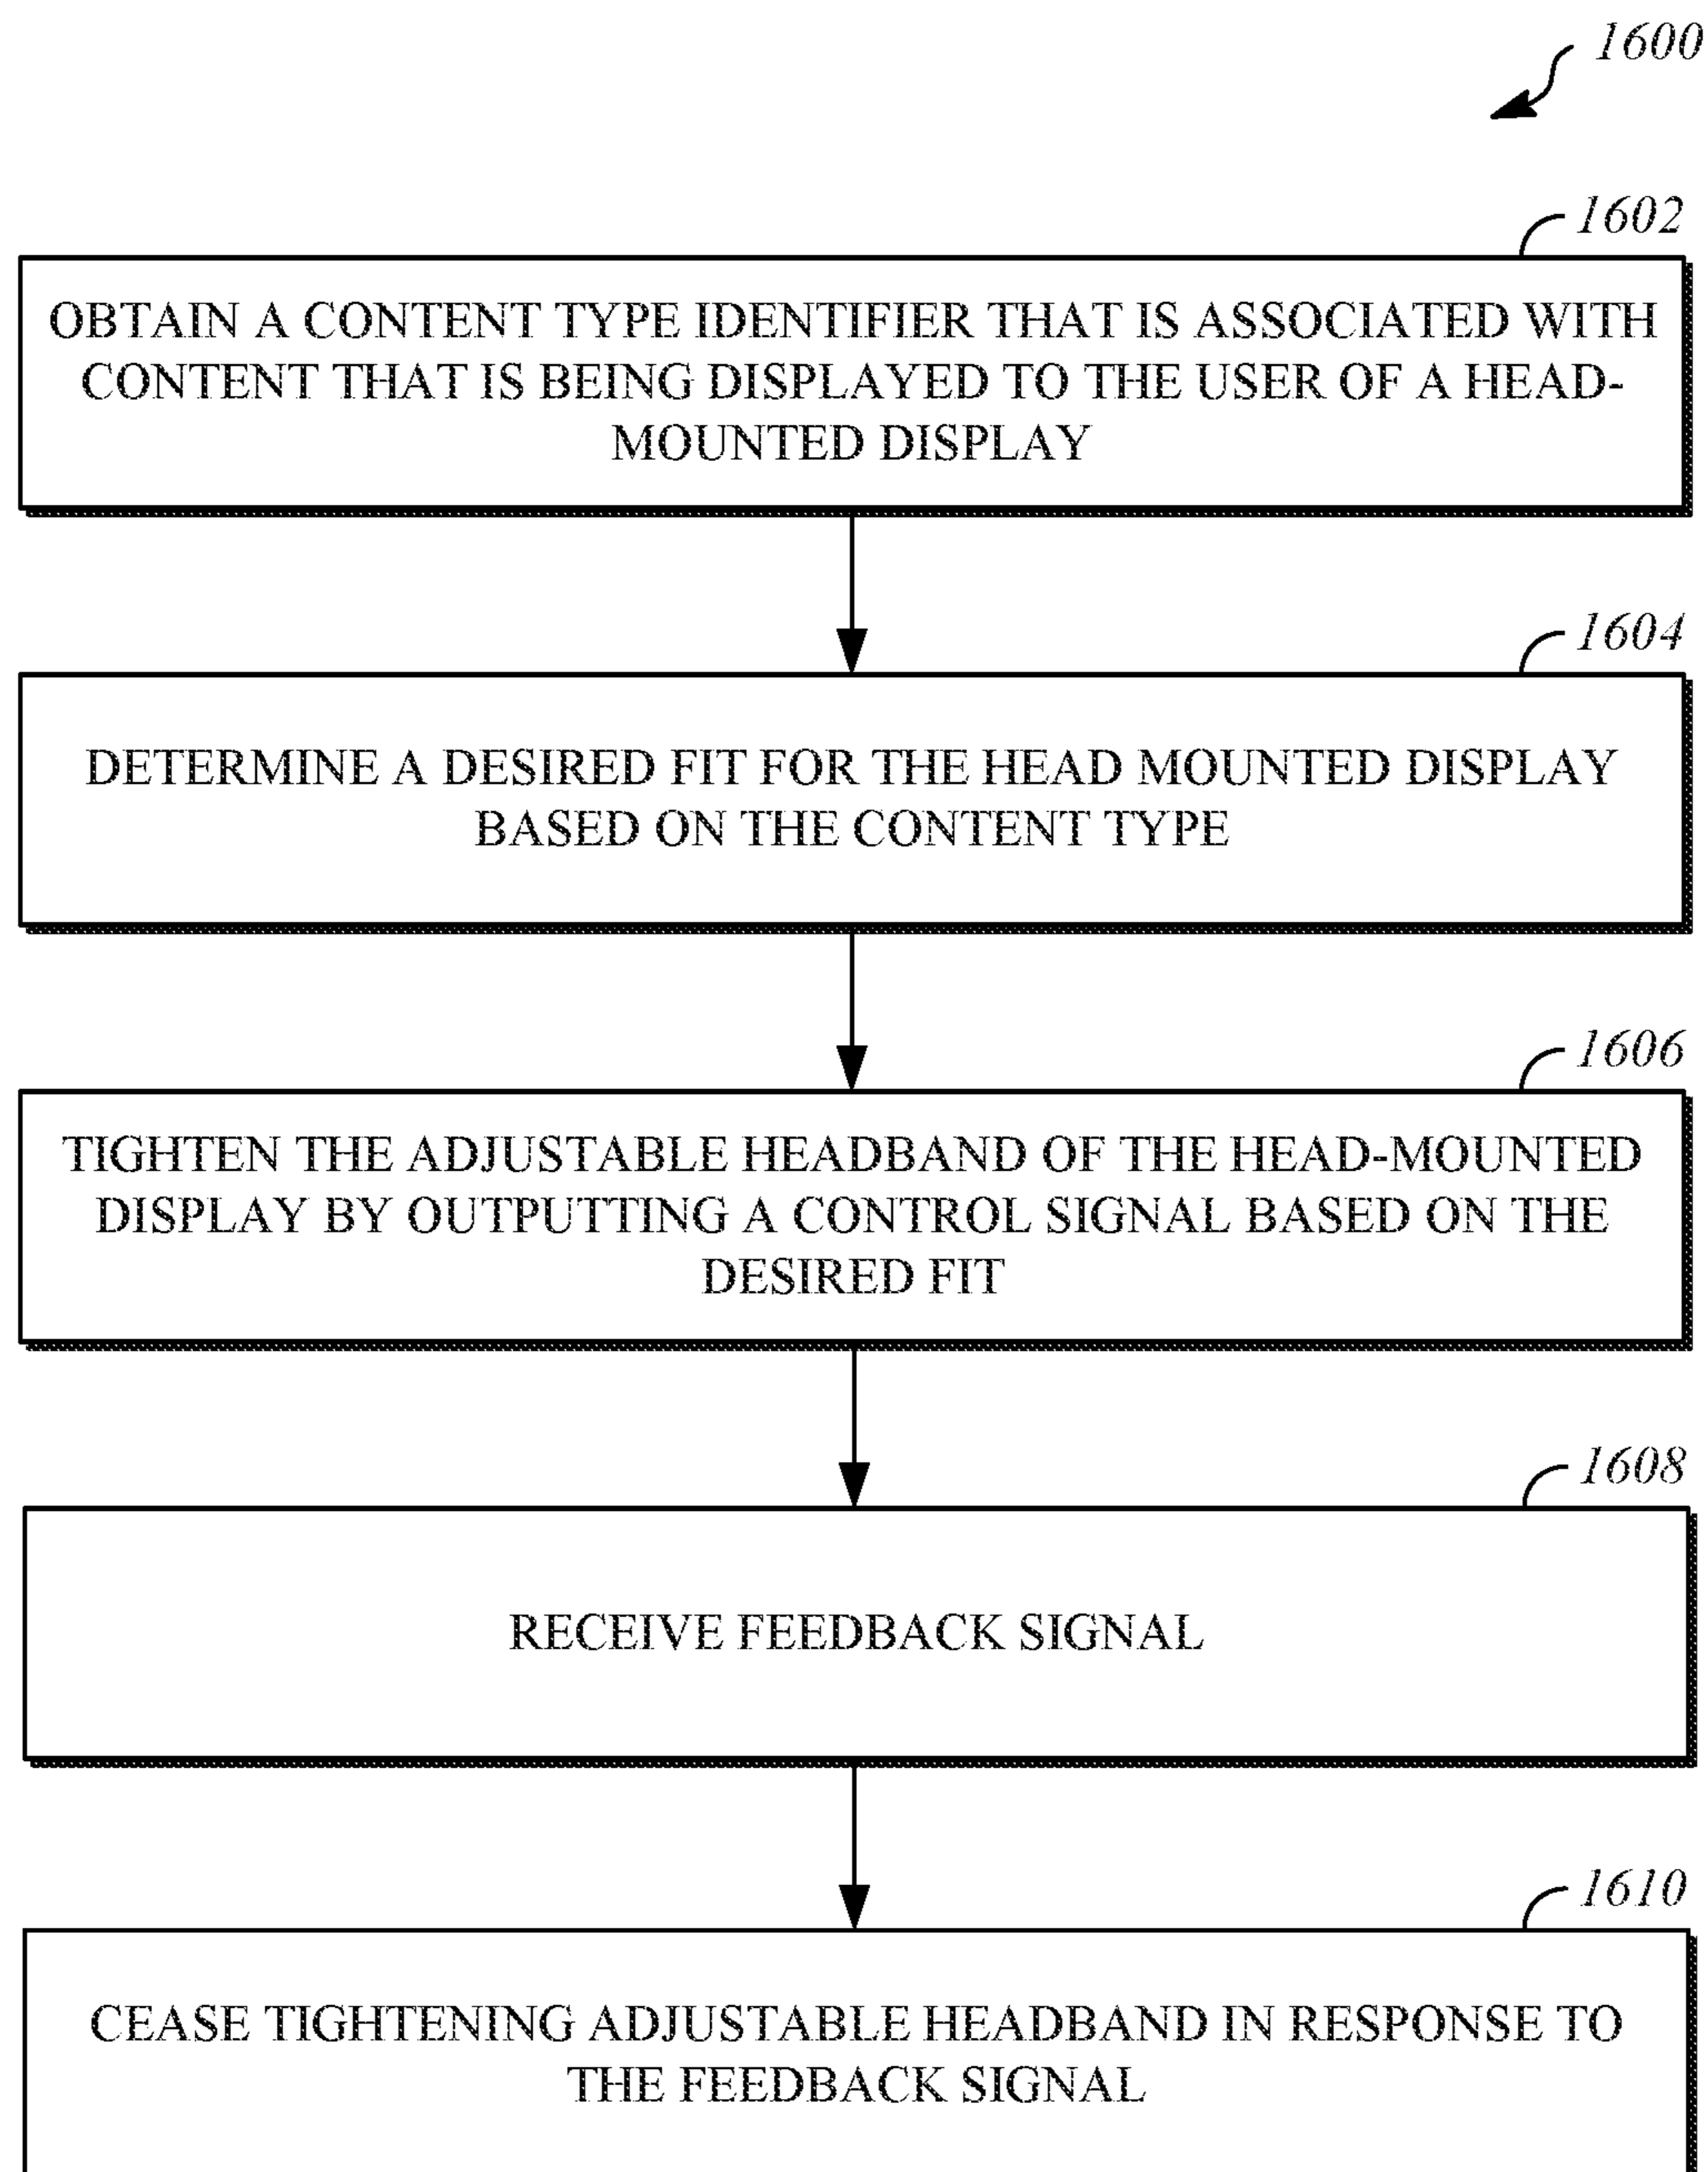 1600
1602
OBTAIN A CONTENT TYPE IDENTIFIER THAT IS ASSOCIATED WITH
CONTENT THAT IS BEING DISPLAYED TO THE USER OF A HEAD-
MOUNTED DISPLAY
1604
DETERMINE A DESIRED FIT FOR THE HEAD MOUNTED DISPLAY
BASED ON THE CONTENT TYPE
1606
TIGHTEN THE ADJUSTABLE HEADBAND OF THE HEAD-MOUNTED
DISPLAY BY OUTPUTTING A CONTROL SIGNAL BASED ON THE
DESIRED FIT
1608
RECEIVE FEEDBACK SIGNAL
1610
CEASE TIGHTENING ADJUSTABLE HEADBAND IN RESPONSE TO
THE FEEDBACK SIGNAL